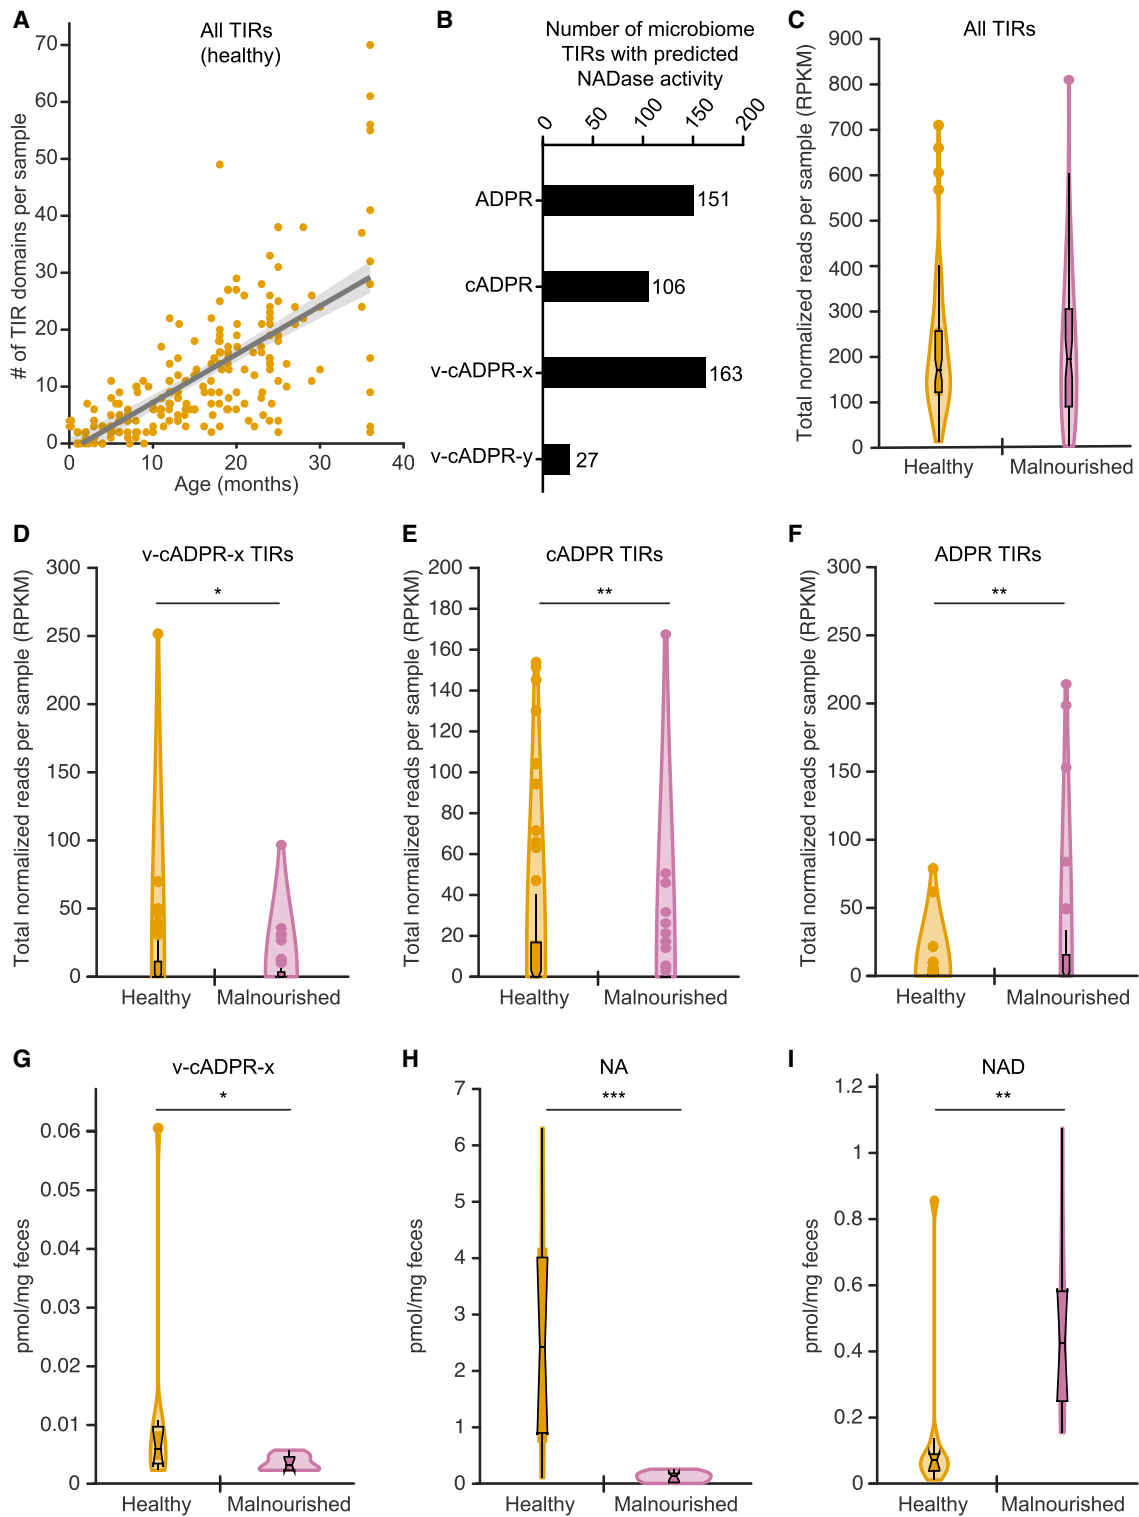 A
All TIRs
(healthy)
# of TIR domains per sample
70
60
50
40
30
20
10
0
0
10
20
30
40
Age (months)
B
Number of microbiome
TIRs with predicted
NADase activity
0
50
100
150
200
ADPR
151
cADPR
106
v-cADPR-x
163
v-cADPR-y
27
C
All TIRs
Total normalized reads per sample (RPKM)
900
800
700
600
500
400
300
200
100
0
Healthy
Malnourished
D
v-cADPR-x TIRs
Total normalized reads per sample (RPKM)
300
250
200
150
100
50
0
*
Healthy
Malnourished
E
cADPR TIRs
Total normalized reads per sample (RPKM)
200
180
160
140
120
100
80
60
40
20
0
**
Healthy
Malnourished
F
ADPR TIRs
Total normalized reads per sample (RPKM)
300
250
200
150
100
50
0
**
Healthy
Malnourished
G
v-cADPR-x
pmol/mg feces
0.06
0.05
0.04
0.03
0.02
0.01
0
*
Healthy
Malnourished
H
NA
pmol/mg feces
7
6
5
4
3
2
1
0
***
Healthy
Malnourished
I
NAD
pmol/mg feces
1.2
1
0.8
0.6
0.4
0.2
0
**
Healthy
Malnourished